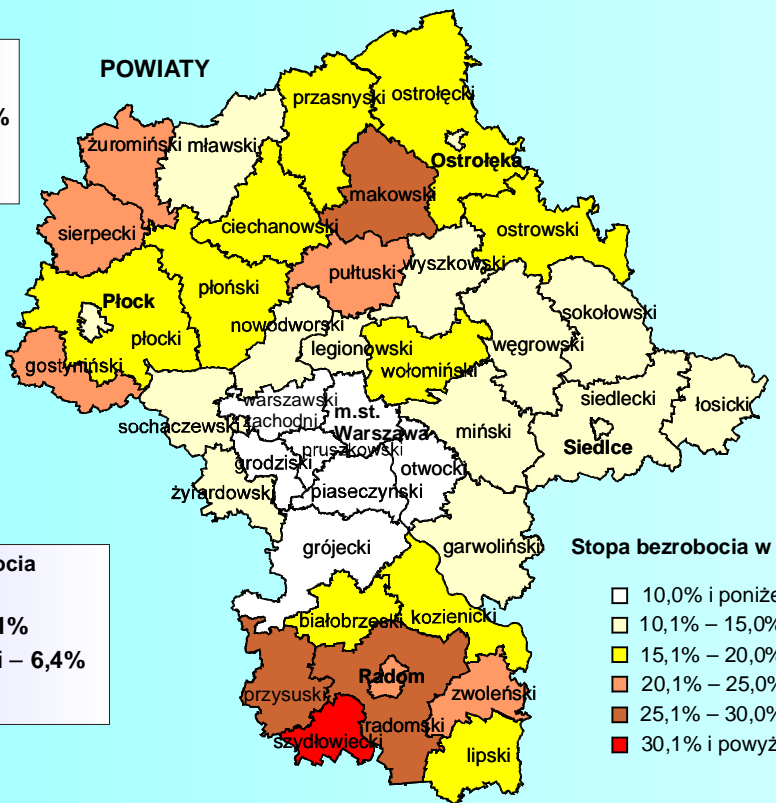 POWIATY
%
przasnyski
ostrołęcki
żuromiński
mławski
Ostrołęka
makowski
sierpecki
ciechanowski
ostrowski
pułtuski
wyszkowski
płoński
Płock
sokołowski
nowodworski
płocki
legionowski
węgrowski
gostyniński
wołomiński
siedlecki
łosicki
warszawski
zachodni
m.st.
Warszawa
sochaczewski
miński
Siedlce
pruszkowski
grodziski
otwocki
żyrardowski
piaseczyński
grójecki
garwoliński
Stopa bezrobocia w
ocia
10,0% i poniże
1%
10,1% – 15,0%
białobrzeski
kozienicki
i – 6,4%
15,1% – 20,0%
Radom
20,1% – 25,0%
przysuski
zwoleński
25,1% – 30,0%
radomski
szydłowiecki
30,1% i powyż
lipski